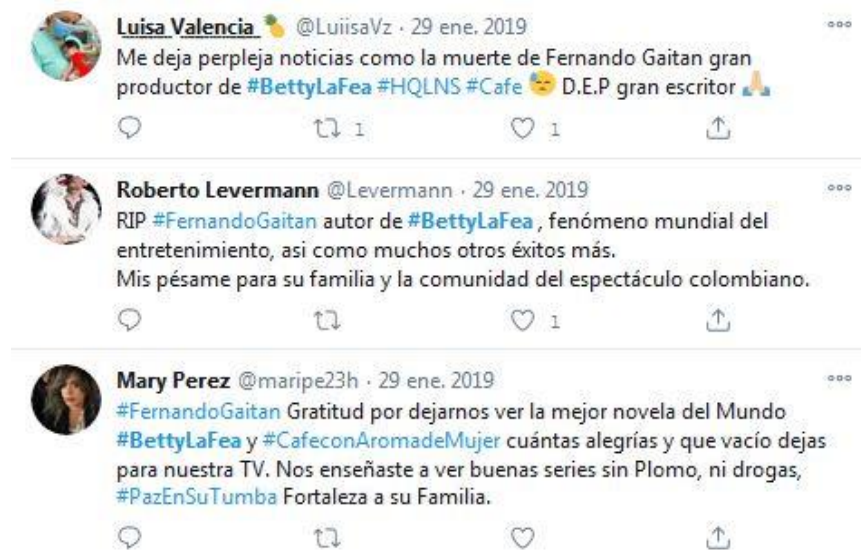 Luisa Valencia 🍍 @LuiisaVz · 29 ene. 2019
Me deja perpleja noticias como la muerte de Fernando Gaitan gran
productor de #BettyLaFea #HQLNS #Cafe 😓 D.E.P gran escritor 🙏🏻
1 1
Roberto Levermann @Levermann · 29 ene. 2019
RIP #FernandoGaitan autor de #BettyLaFea , fenómeno mundial del
entretenimiento, asi como muchos otros éxitos más.
Mis pésame para su familia y la comunidad del espectáculo colombiano.
1
Mary Perez @maripe23h · 29 ene. 2019
#FernandoGaitan Gratitud por dejarnos ver la mejor novela del Mundo
#BettyLaFea y #CafeconAromadeMujer cuántas alegrías y que vacío dejas
para nuestra TV. Nos enseñaste a ver buenas series sin Plomo, ni drogas,
#PazEnSuTumba Fortaleza a su Familia.